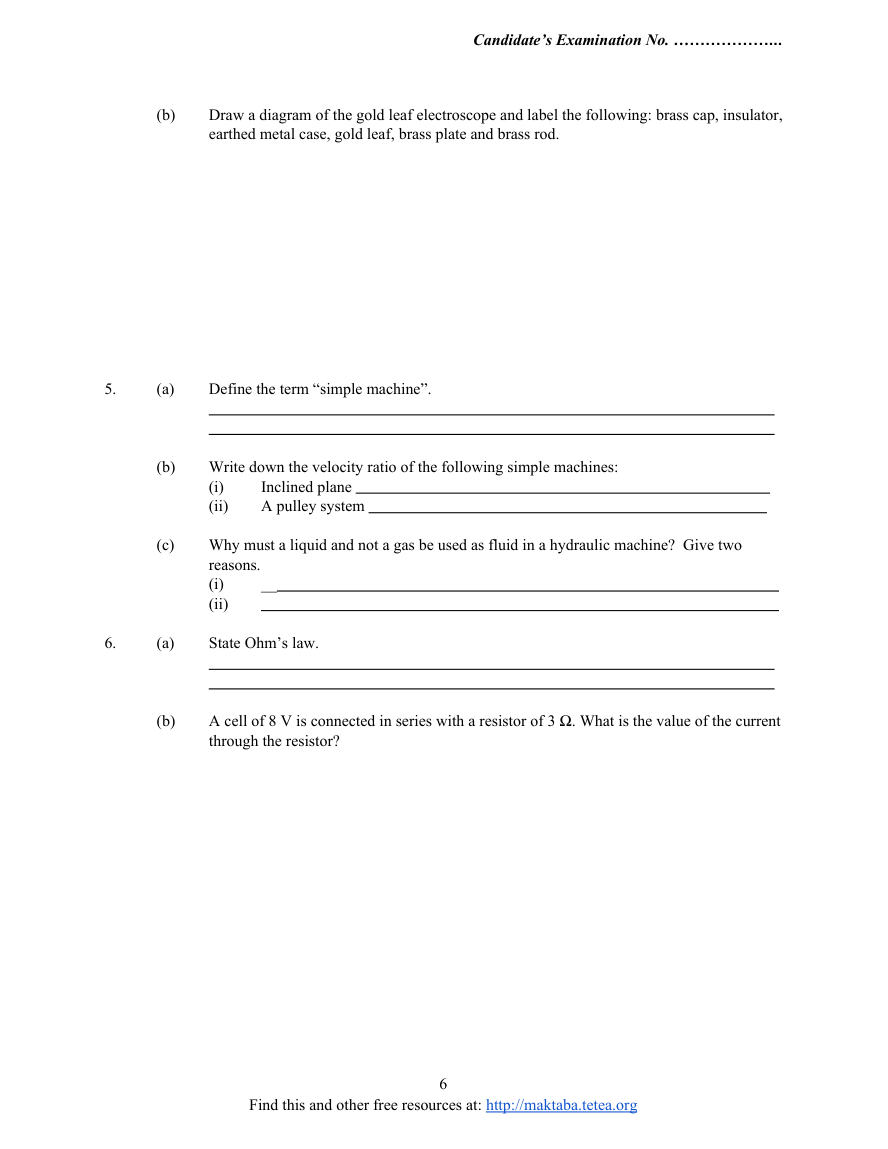 Candidate’s Examination No. ………………...
(b) Draw a diagram of the gold leaf electroscope and label the following: brass cap, insulator,
earthed metal case, gold leaf, brass plate and brass rod.
5. (a) Define the term “simple machine”.
(b) Write down the velocity ratio of the following simple machines:
(i) Inclined plane
(ii) A pulley system
(c) Why must a liquid and not a gas be used as fluid in a hydraulic machine? Give two
reasons.
(i)
(ii)
6. (a) State Ohm’s law.
(b) A cell of 8 V is connected in series with a resistor of 3 Ω. What is the value of the current
through the resistor?
6
Find this and other free resources at: http://maktaba.tetea.org